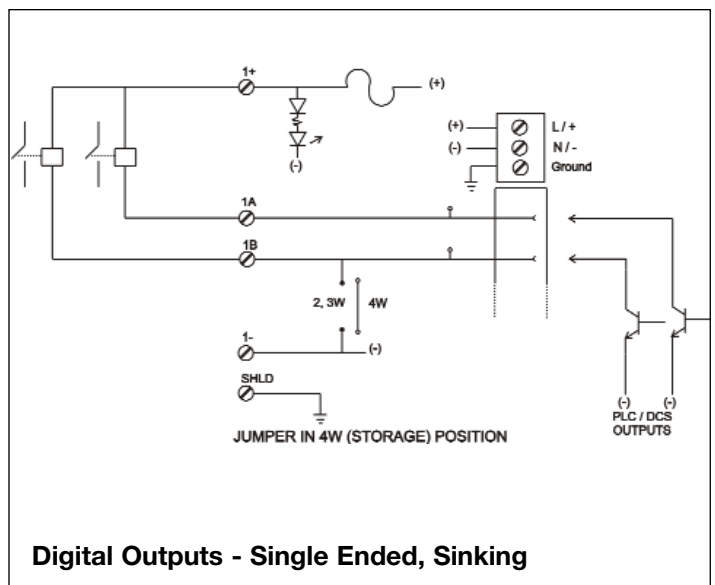 1+
(+)
(-)
(+)
L / +
(-)
N / -
Ground
1A
1B
2, 3W
4W
1-
(-)
SHLD
(-)
(-)
PLC / DCS
OUTPUTS
JUMPER IN 4W (STORAGE) POSITION
Digital Outputs - Single Ended, Sinking